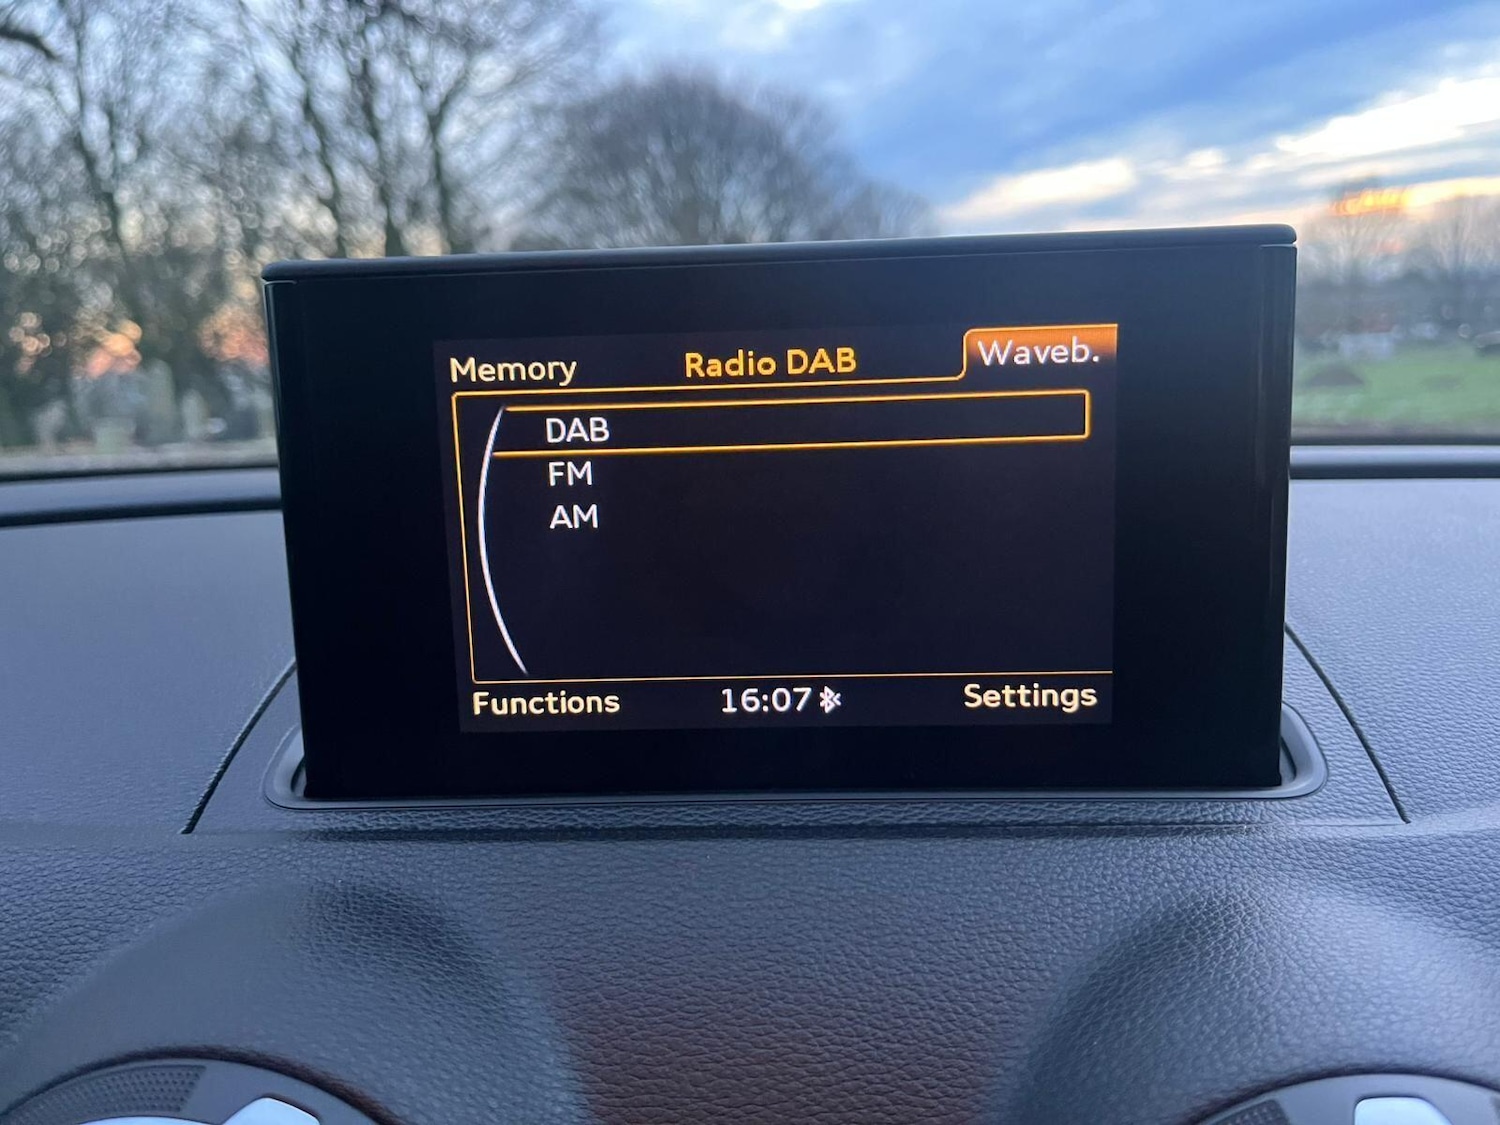 Memory Radio DAB Waveb.
DAB
FM
AM
Functions 16:07 Settings